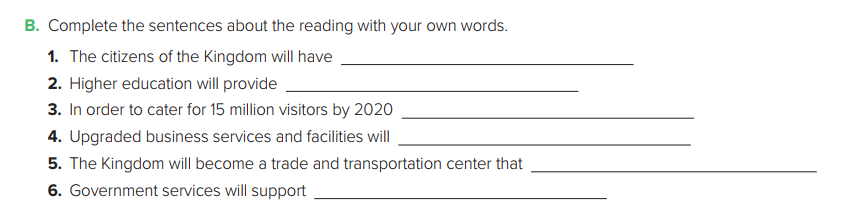 B. Complete the sentences about the reading with your own words.
1. The citizens of the Kingdom will have
2. Higher education will provide
3. In order to cater for 15 million visitors by 2020
4. Upgraded business services and facilities will
5. The Kingdom will become a trade and transportation center that
6. Government services will support